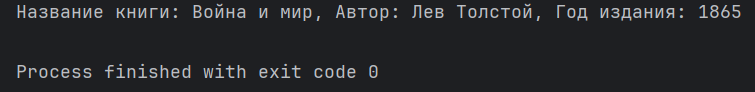 Название книги: Война и мир, Автор: Лев Толстой, Год издания: 1865
Process finished with exit code 0